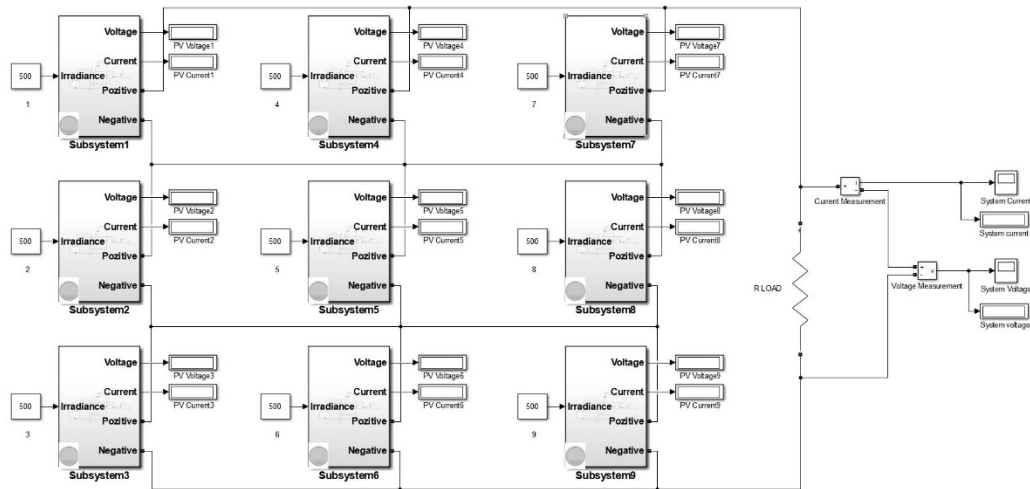 Voltage
PV Voltage1
Current
PV Current1
500
Irradiance
Pozitive
1
Negative
Subsystem1
Voltage
PV Voltage4
Current
PV Current4
500
Irradiance
Pozitive
4
Negative
Subsystem4
Voltage
PV Voltage7
Current
PV Current7
500
Irradiance
Pozitive
7
Negative
Subsystem7
Voltage
PV Voltage2
Current
PV Current2
500
Irradiance
Pozitive
2
Negative
Subsystem2
Voltage
PV Voltage5
Current
PV Current5
500
Irradiance
Pozitive
5
Negative
Subsystem5
Voltage
PV Voltage8
Current
PV Current8
500
Irradiance
Pozitive
8
Negative
Subsystem8
Voltage
PV Voltage3
Current
PV Current3
500
Irradiance
Pozitive
3
Negative
Subsystem3
Voltage
PV Voltage6
Current
PV Current6
500
Irradiance
Pozitive
6
Negative
Subsystem6
Voltage
PV Voltage9
Current
PV Current9
500
Irradiance
Pozitive
9
Negative
Subsystem9
+
i
-
Current Measurement
System Current
System current
R LOAD
+
+
-
v
Voltage Measurement
System Voltage
System voltage